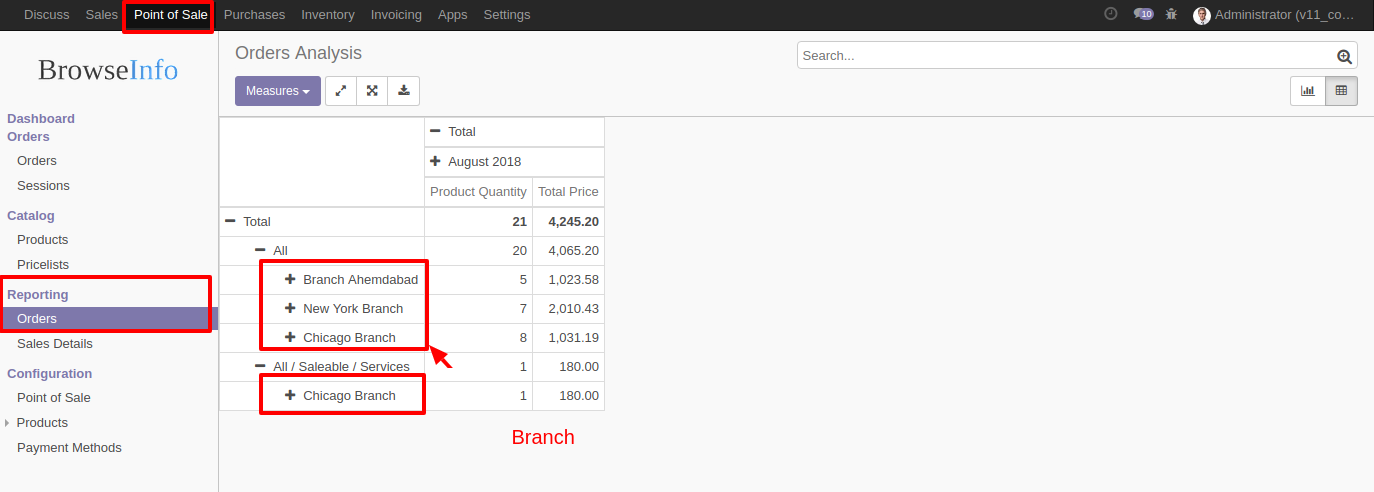 Discuss Sales Point of Sale Purchases Inventory Invoicing Apps Settings 10 Administrator (v11_co…
BrowseInfo
Orders Analysis
Search...
Measures
Dashboard
Orders
Orders
Sessions
Catalog
Products
Pricelists
Reporting
Orders
Sales Details
Configuration
Point of Sale
Products
Payment Methods
Total
August 2018
Product Quantity Total Price
Total 21 4,245.20
All 20 4,065.20
Branch Ahemdabad 5 1,023.58
New York Branch 7 2,010.43
Chicago Branch 8 1,031.19
All / Saleable / Services 1 180.00
Chicago Branch 1 180.00
Branch